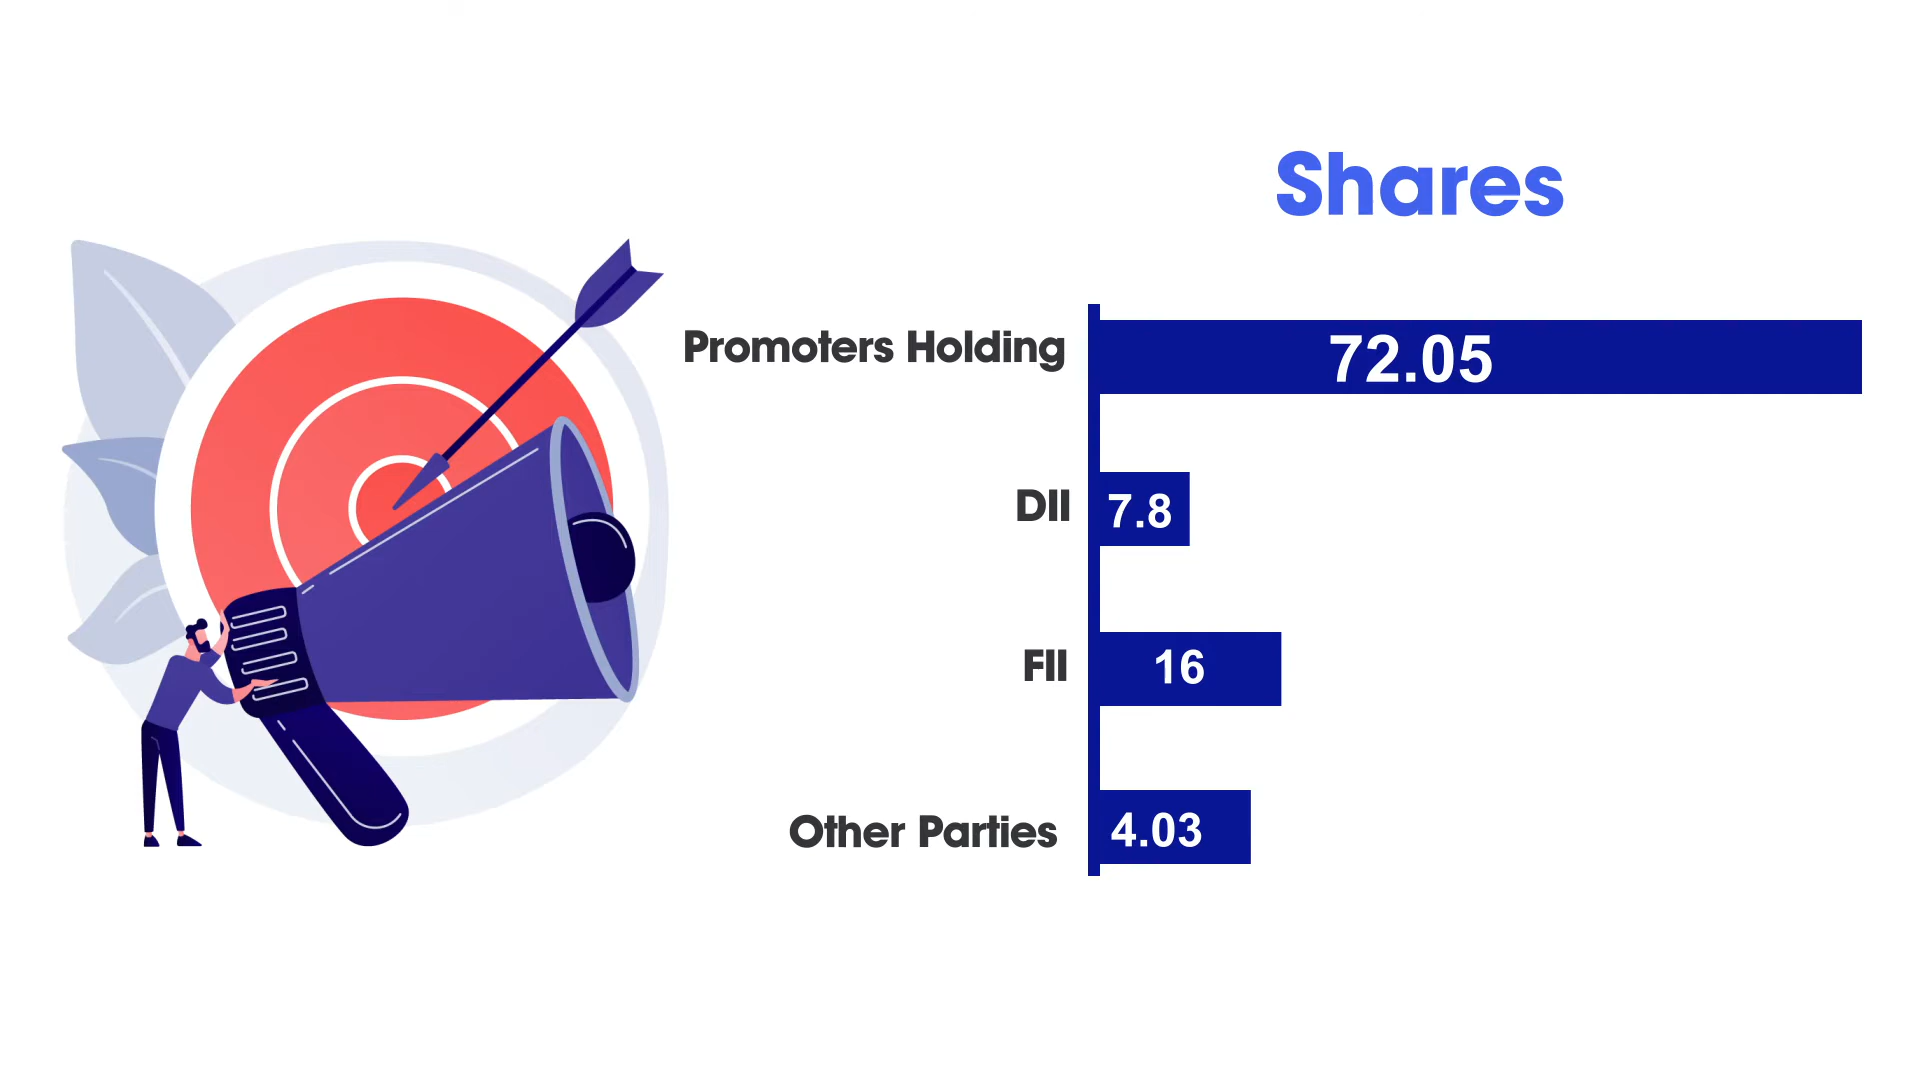 Shares
Promoters Holding 72.05
DII 7.8
FII 16
Other Parties 4.03